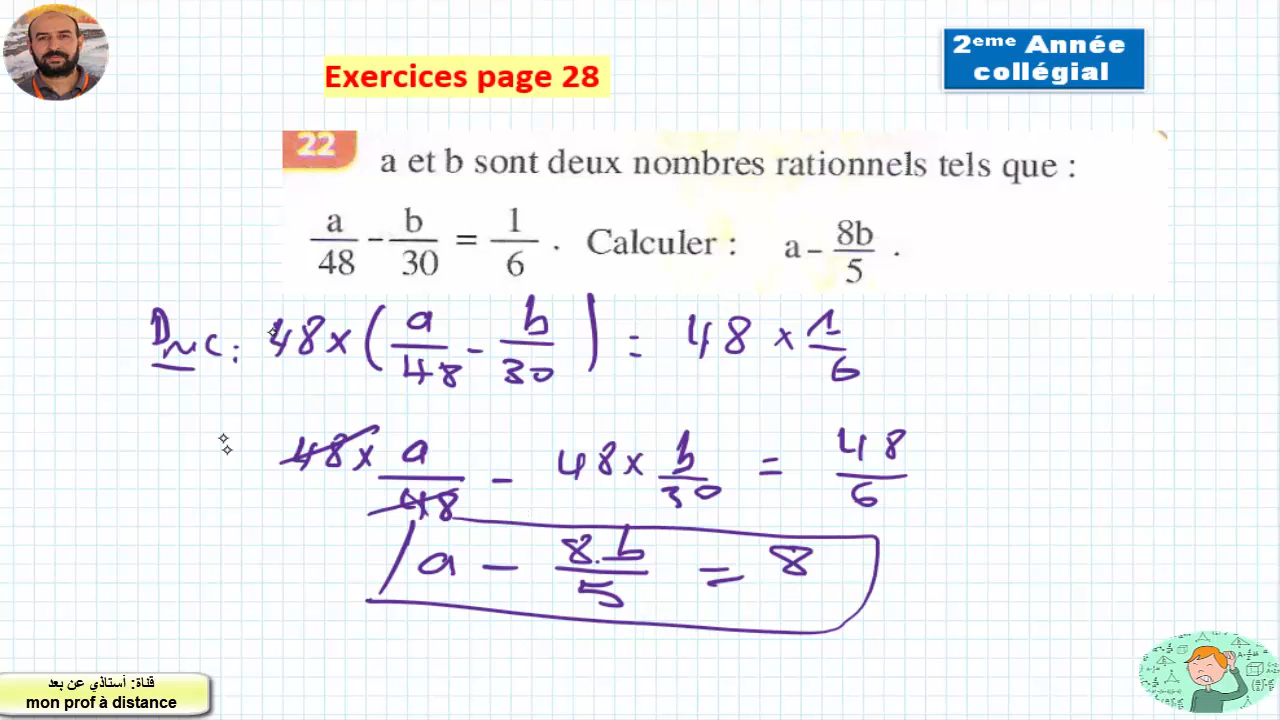 2eme Année
collégial
Exercices page 28
22
a et b sont deux nombres rationnels tels que :
a/48 - b/30 = 1/6 . Calculer : a - 8b/5 .
Donc : 48 × (a/48 - b/30) = 48 × 1/6
48 × a/48 - 48 × b/30 = 48/6
a - 8.b/5 = 8
قناة: أستاذي عن بعد
mon prof à distance